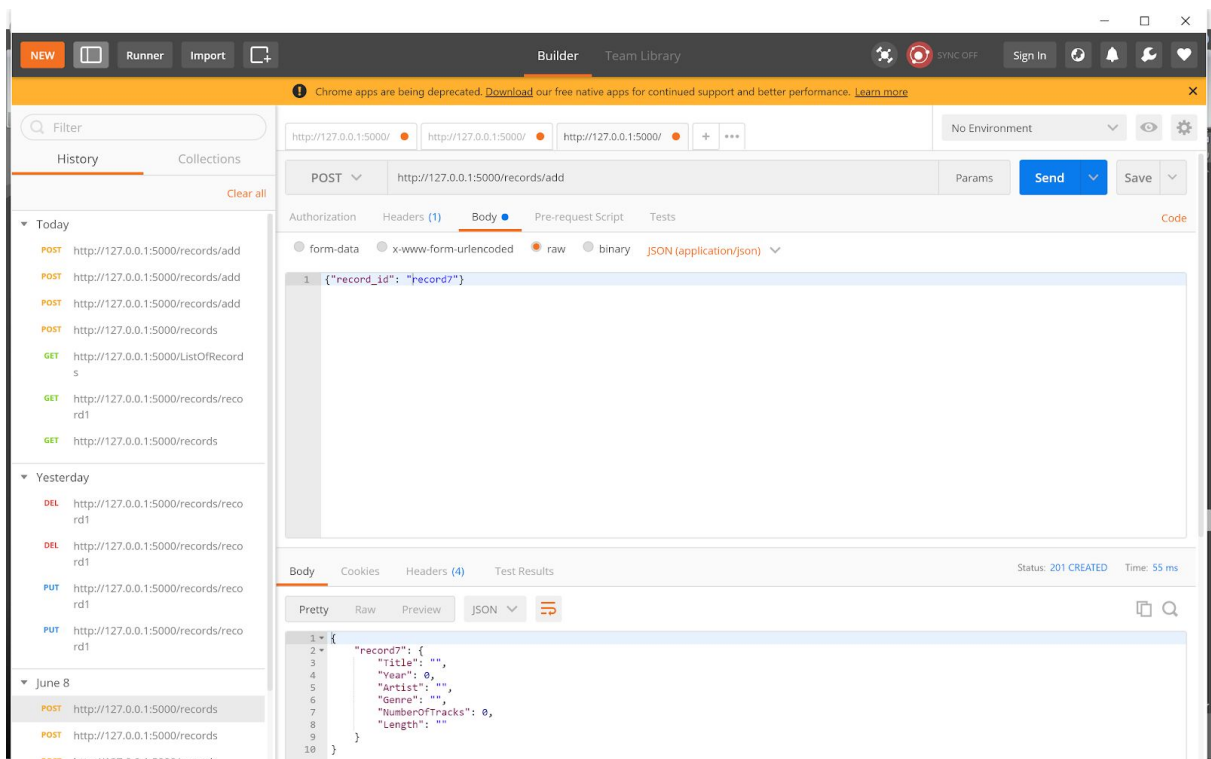 NEW Runner Import Builder Team Library SYNC OFF Sign In
Chrome apps are being deprecated. Download our free native apps for continued support and better performance. Learn more
Filter
History Collections
Clear all
Today
POST http://127.0.0.1:5000/records/add
POST http://127.0.0.1:5000/records/add
POST http://127.0.0.1:5000/records/add
POST http://127.0.0.1:5000/records
GET http://127.0.0.1:5000/ListOfRecord
s
GET http://127.0.0.1:5000/records/reco
rd1
GET http://127.0.0.1:5000/records
Yesterday
DEL http://127.0.0.1:5000/records/reco
rd1
DEL http://127.0.0.1:5000/records/reco
rd1
PUT http://127.0.0.1:5000/records/reco
rd1
PUT http://127.0.0.1:5000/records/reco
rd1
June 8
POST http://127.0.0.1:5000/records
POST http://127.0.0.1:5000/records
http://127.0.0.1:5000/ http://127.0.0.1:5000/ http://127.0.0.1:5000/ + ••• No Environment
POST http://127.0.0.1:5000/records/add Params Send Save
Authorization Headers (1) Body Pre-request Script Tests Code
form-data x-www-form-urlencoded raw binary JSON (application/json)
1 {"record_id": "record7"}
Body Cookies Headers (4) Test Results Status: 201 CREATED Time: 55 ms
Pretty Raw Preview JSON
1 {
2 "record7": {
3 "Title": "",
4 "Year": 0,
5 "Artist": "",
6 "Genre": "",
7 "NumberOfTracks": 0,
8 "Length": ""
9 }
10 }